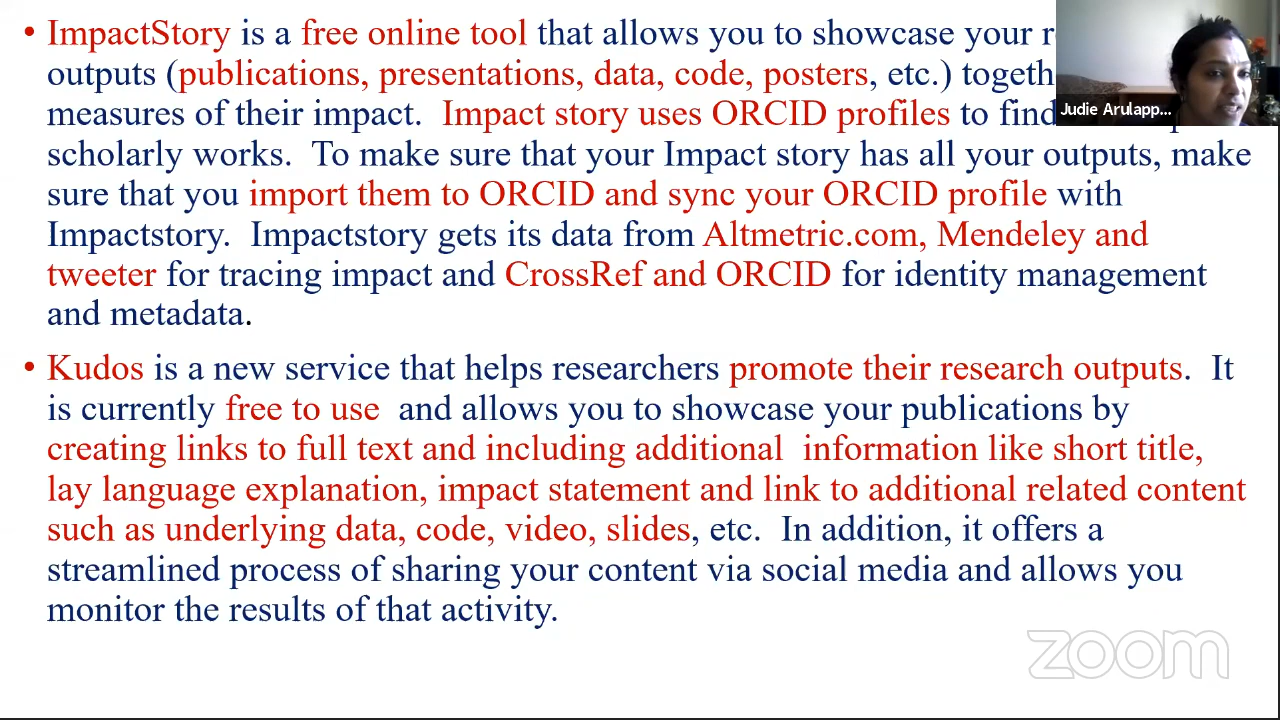 • ImpactStory is a free online tool that allows you to showcase your
outputs (publications, presentations, data, code, posters, etc.)
measures of their impact. Impact story uses ORCID profiles to find
scholarly works. To make sure that your Impact story has all your outputs, make
sure that you import them to ORCID and sync your ORCID profile with
Impactstory. Impactstory gets its data from Altmetric.com, Mendeley and
tweeter for tracing impact and CrossRef and ORCID for identity management
and metadata.
• Kudos is a new service that helps researchers promote their research outputs. It
is currently free to use and allows you to showcase your publications by
creating links to full text and including additional information like short title,
lay language explanation, impact statement and link to additional related content
such as underlying data, code, video, slides, etc. In addition, it offers a
streamlined process of sharing your content via social media and allows you
monitor the results of that activity.
Judie Arulapp...
zoom